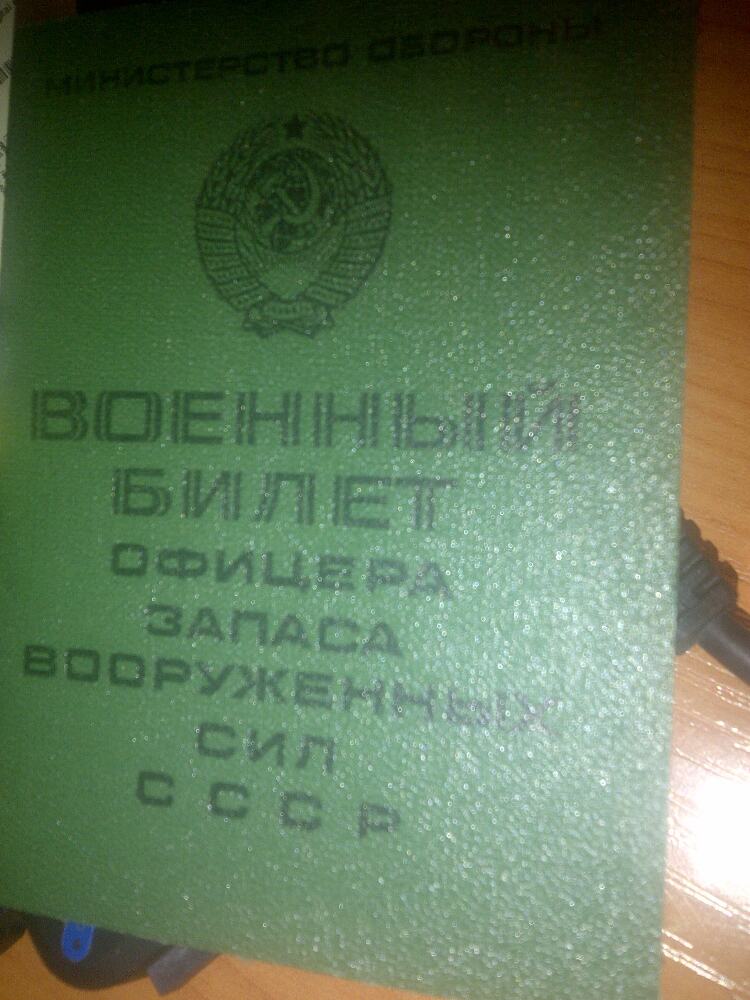 МИНИСТЕРСТВО ОБОРОНЫ
ВОЕННЫЙ
БИЛЕТ
ОФИЦЕРА
ЗАПАСА
ВООРУЖЕННЫХ
СИЛ
СССР